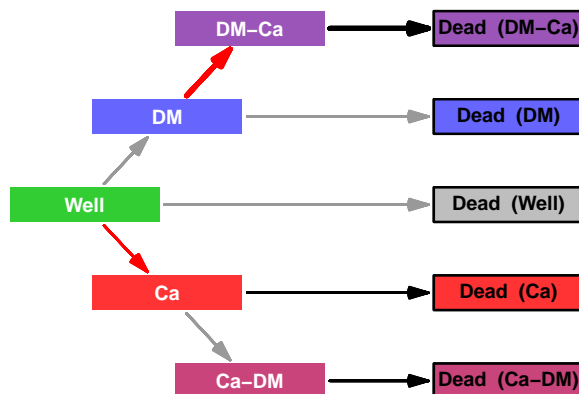 DM−Ca
Dead (DM−Ca)
DM
Dead (DM)
Well
Dead (Well)
Ca
Dead (Ca)
Ca−DM
Dead (Ca−DM)